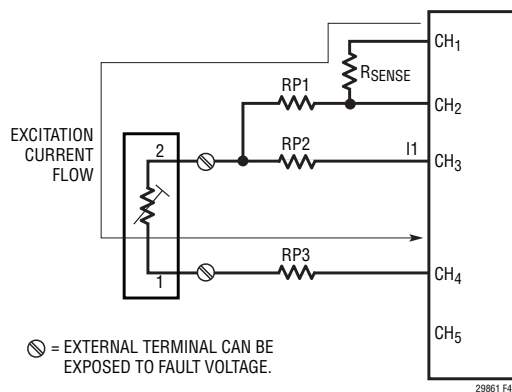 CH1
RSENSE
RP1
CH2
EXCITATION
CURRENT
FLOW
2
RP2
I1
CH3
1
RP3
CH4
= EXTERNAL TERMINAL CAN BE
EXPOSED TO FAULT VOLTAGE.
CH5
29861 F4